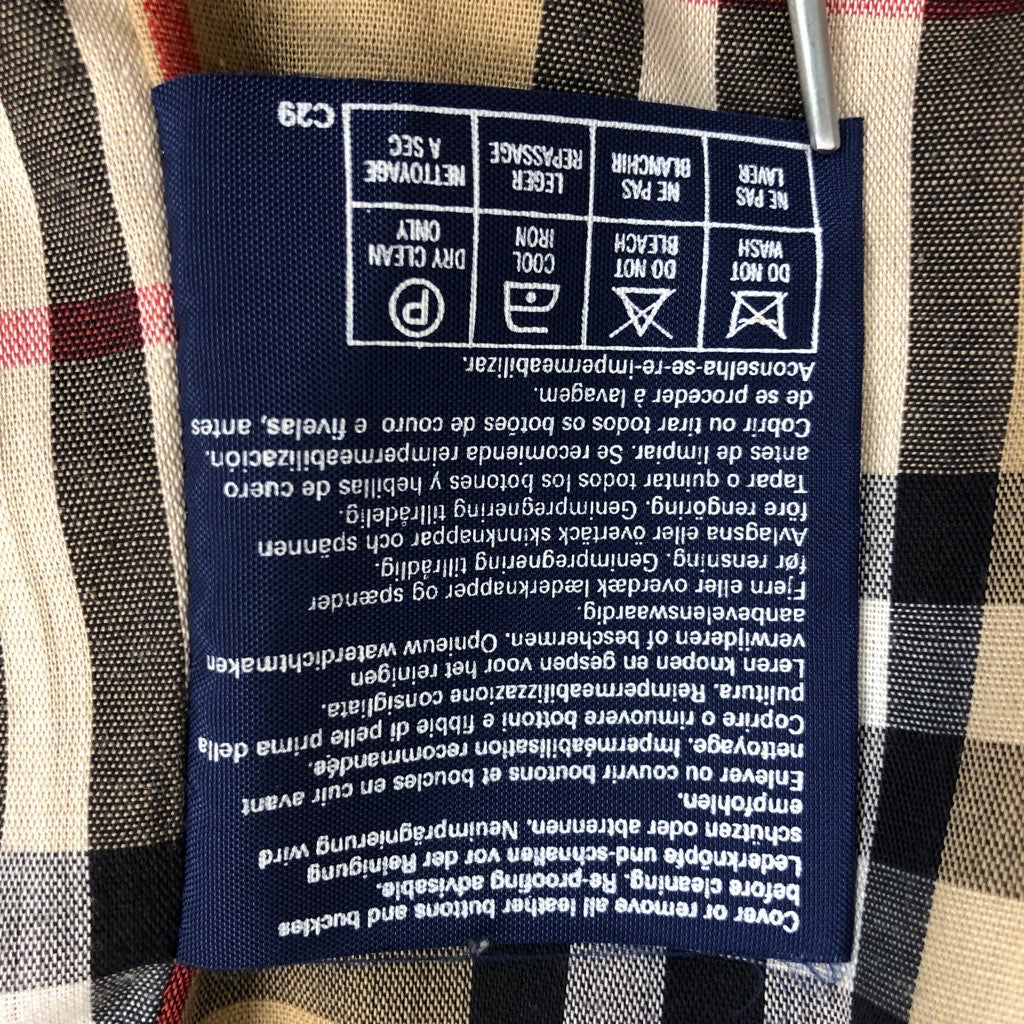 Cover or remove all leather buttons and buckles
before cleaning. Re-proofing advisable.
Lederknöpfe und-schnallen vor der Reinigung
schützen oder abtrennen. Neuimprägnierung wird
empfohlen.
Enlever ou couvrir boutons et boucles en cuir avant
nettoyage. Imperméabilisation recommandée.
Coprire o rimuovere bottoni e fibbie di pelle prima della
pulitura. Reimpermeabilizzazione consigliata.
Leren knopen en gespen voor het reinigen
verwijderen of beschermen. Opnieuw waterdichtmaken
aanbevelenswaardig.
Fjern eller overdæk læderknapper og spænder
før rensning. Genimpregnering tillrådlig.
Avlagsna eller overtäck skinnknappar och spännen
före rengöring. Genimpregnering tillrådelig.
Tapar o quintar todos los botones y hebillas de cuero
antes de limpiar. Se recomienda reimpermeabilización.
Cobrir ou tirar todos os botões de couro e fivelas, antes
de se proceder à lavagem.
Aconselha-se-re-impermeabilizar.
P
DO NOT WASH
DO NOT BLEACH
COOL IRON
DRY CLEAN ONLY
NE PAS LAVER
NE PAS BLANCHIR
LEGER REPASSAGE
NETTOYAGE A SEC
C29